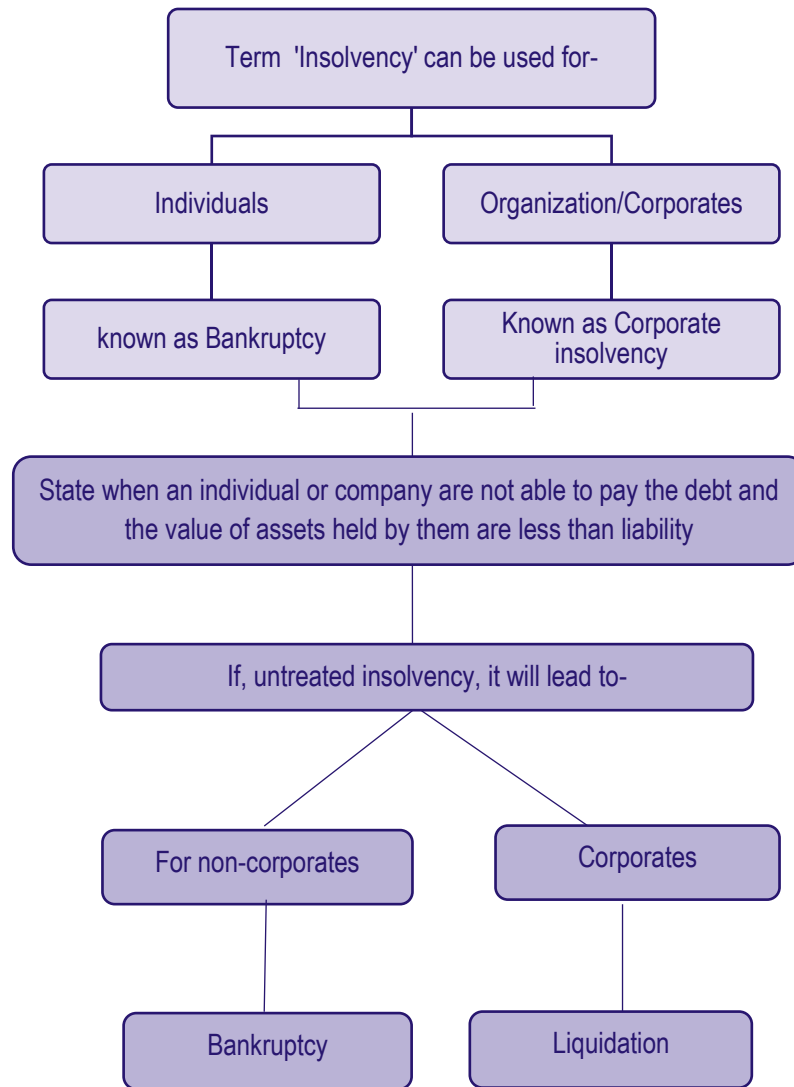 Term 'Insolvency' can be used for-
Individuals
Organization/Corporates
known as Bankruptcy
Known as Corporate
insolvency
State when an individual or company are not able to pay the debt and
the value of assets held by them are less than liability
If, untreated insolvency, it will lead to-
For non-corporates
Corporates
Bankruptcy
Liquidation